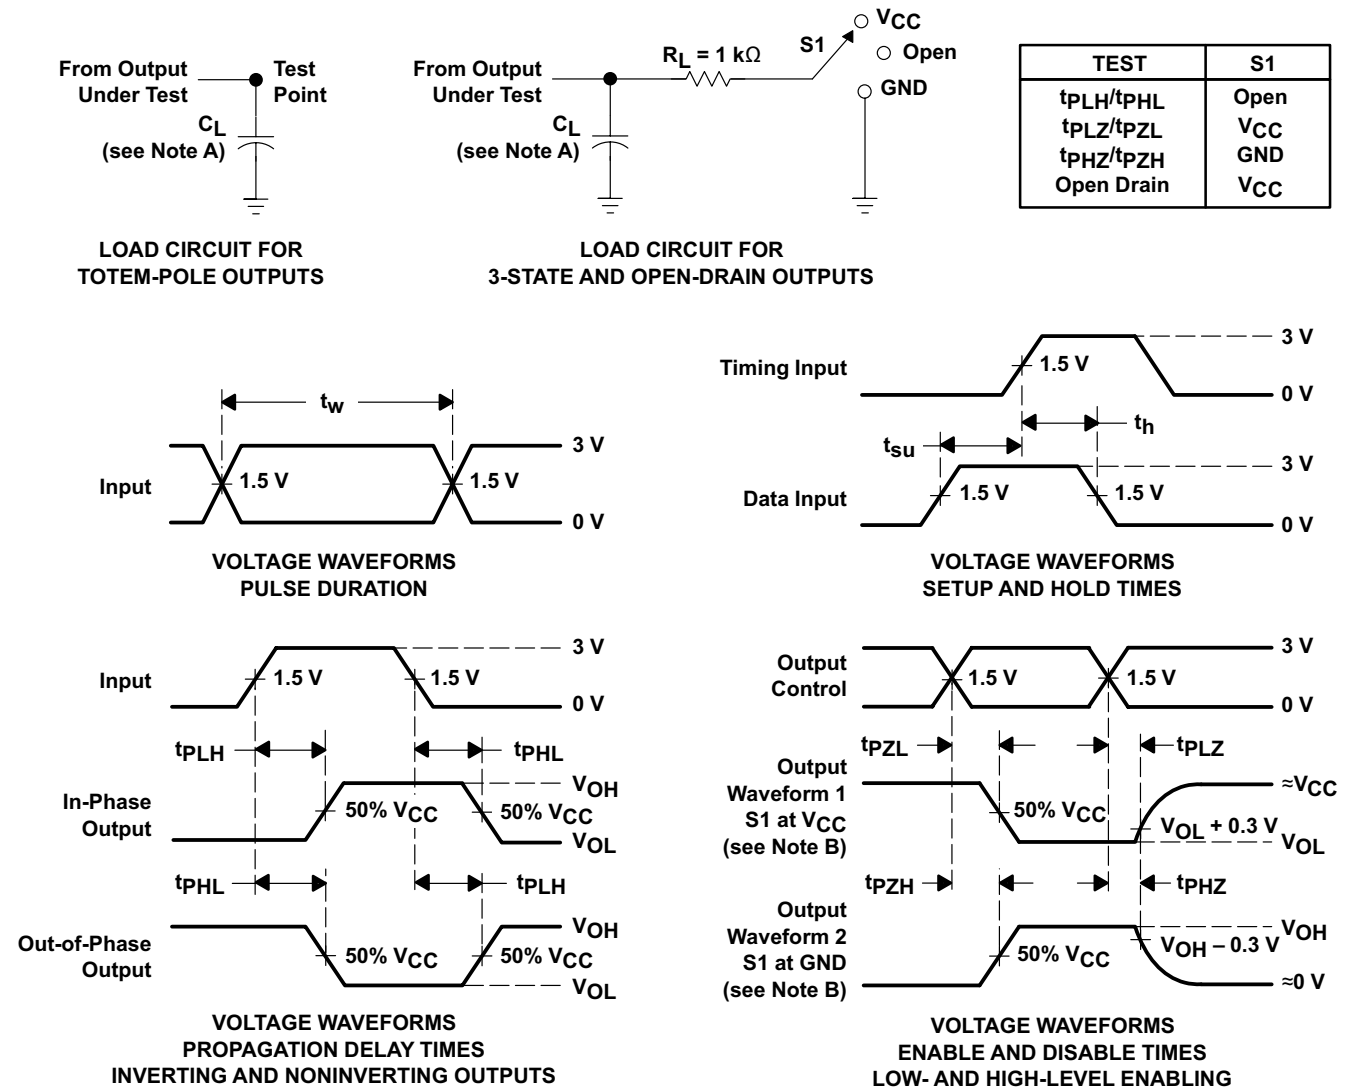 From Output
Under Test
Test
Point
CL
(see Note A)
LOAD CIRCUIT FOR
TOTEM-POLE OUTPUTS
From Output
Under Test
RL = 1 kΩ
S1
VCC
Open
GND
CL
(see Note A)
LOAD CIRCUIT FOR
3-STATE AND OPEN-DRAIN OUTPUTS
TEST S1
tPLH/tPHL Open
tPLZ/tPZL VCC
tPHZ/tPZH GND
Open Drain VCC
tw
3 V
Input
1.5 V
1.5 V
0 V
VOLTAGE WAVEFORMS
PULSE DURATION
3 V
Timing Input
1.5 V
0 V
th
tsu
3 V
Data Input
1.5 V
1.5 V
0 V
VOLTAGE WAVEFORMS
SETUP AND HOLD TIMES
3 V
Input
1.5 V
1.5 V
0 V
tPLH
tPHL
In-Phase
Output
VOH
50% VCC
50% VCC
VOL
tPHL
tPLH
Out-of-Phase
Output
VOH
50% VCC
50% VCC
VOL
VOLTAGE WAVEFORMS
PROPAGATION DELAY TIMES
INVERTING AND NONINVERTING OUTPUTS
Output
Control
3 V
1.5 V
1.5 V
0 V
tPZL
tPLZ
Output
Waveform 1
S1 at VCC
(see Note B)
≈VCC
50% VCC
VOL + 0.3 V
VOL
tPZH
tPHZ
Output
Waveform 2
S1 at GND
(see Note B)
VOH
50% VCC
VOH − 0.3 V
≈0 V
VOLTAGE WAVEFORMS
ENABLE AND DISABLE TIMES
LOW- AND HIGH-LEVEL ENABLING